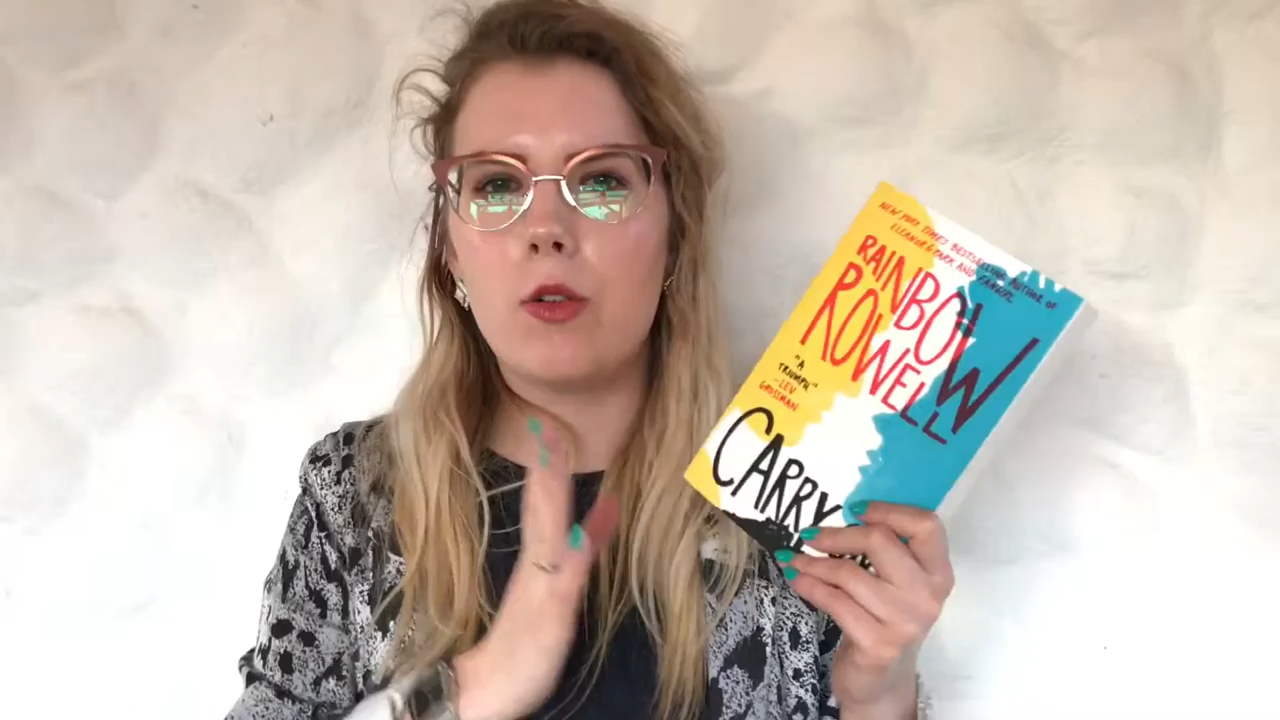 NEW YORK TIMES BESTSELLING AUTHOR OF
ELEANOR & PARK AND FANGIRL
RAINBOW
ROWELL
"A
TRIUMPH."
—LEV
GROSSMAN
CARRY